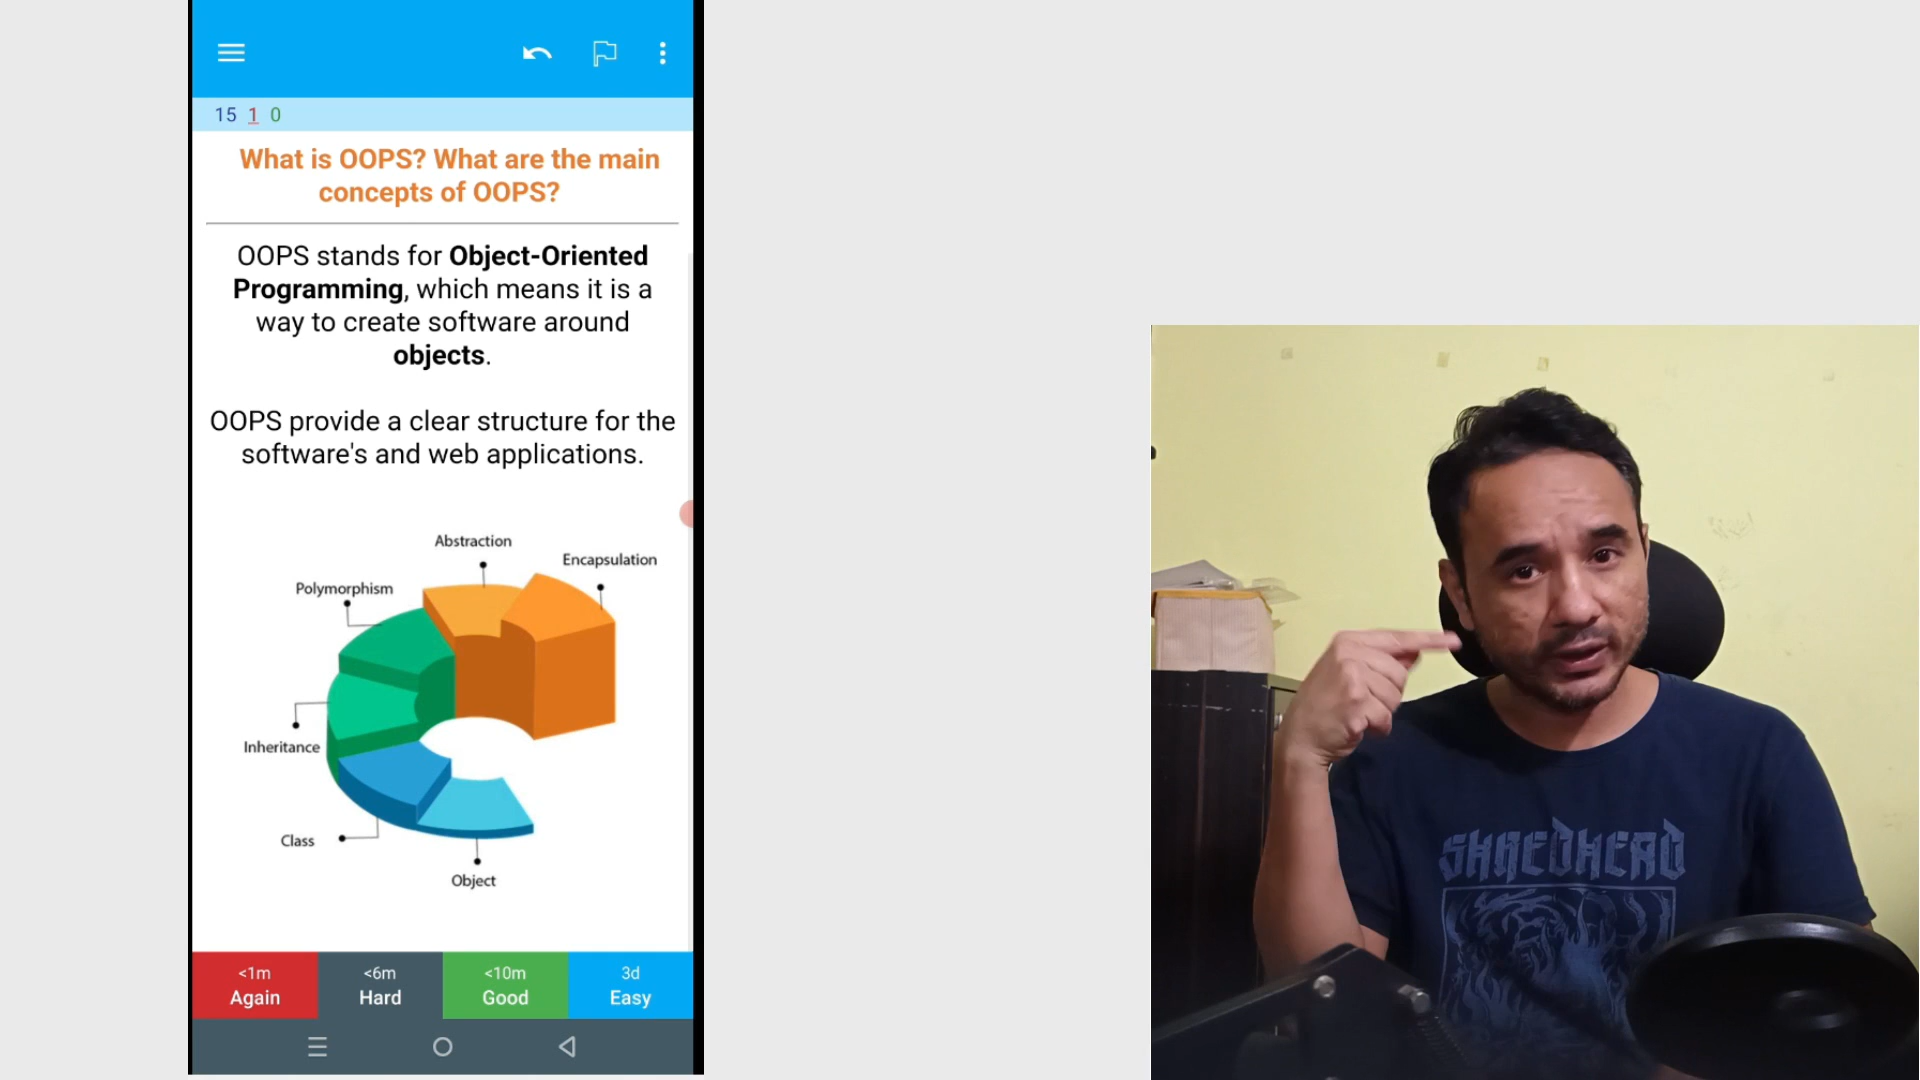 15 1 0
What is OOPS? What are the main
concepts of OOPS?
OOPS stands for Object-Oriented
Programming, which means it is a
way to create software around
objects.
OOPS provide a clear structure for the
software's and web applications.
Abstraction
Encapsulation
Polymorphism
Inheritance
Class
Object
<1m
Again
<6m
Hard
<10m
Good
3d
Easy
SHREDHEAD